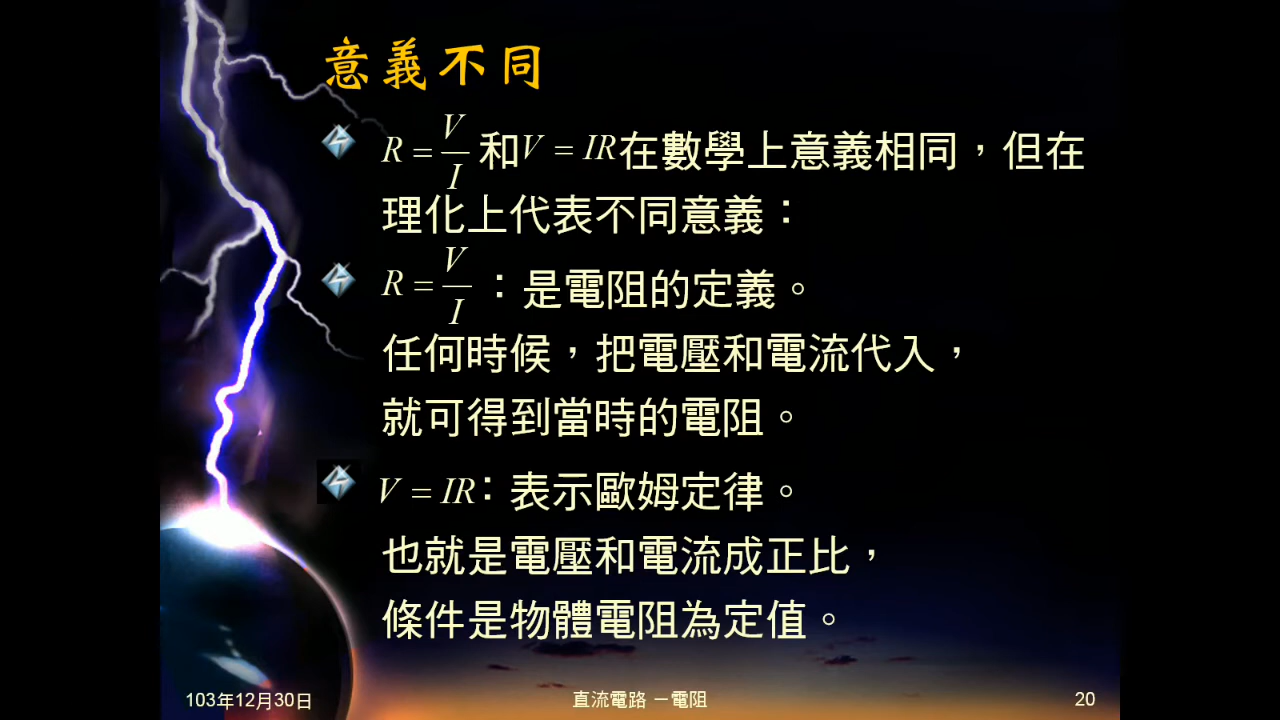 意義不同
R = V/I 和V = IR在數學上意義相同，但在
理化上代表不同意義：
R = V/I ：是電阻的定義。
任何時候，把電壓和電流代入，
就可得到當時的電阻。
V = IR：表示歐姆定律。
也就是電壓和電流成正比，
條件是物體電阻為定值。
103年12月30日
直流電路 －電阻
20